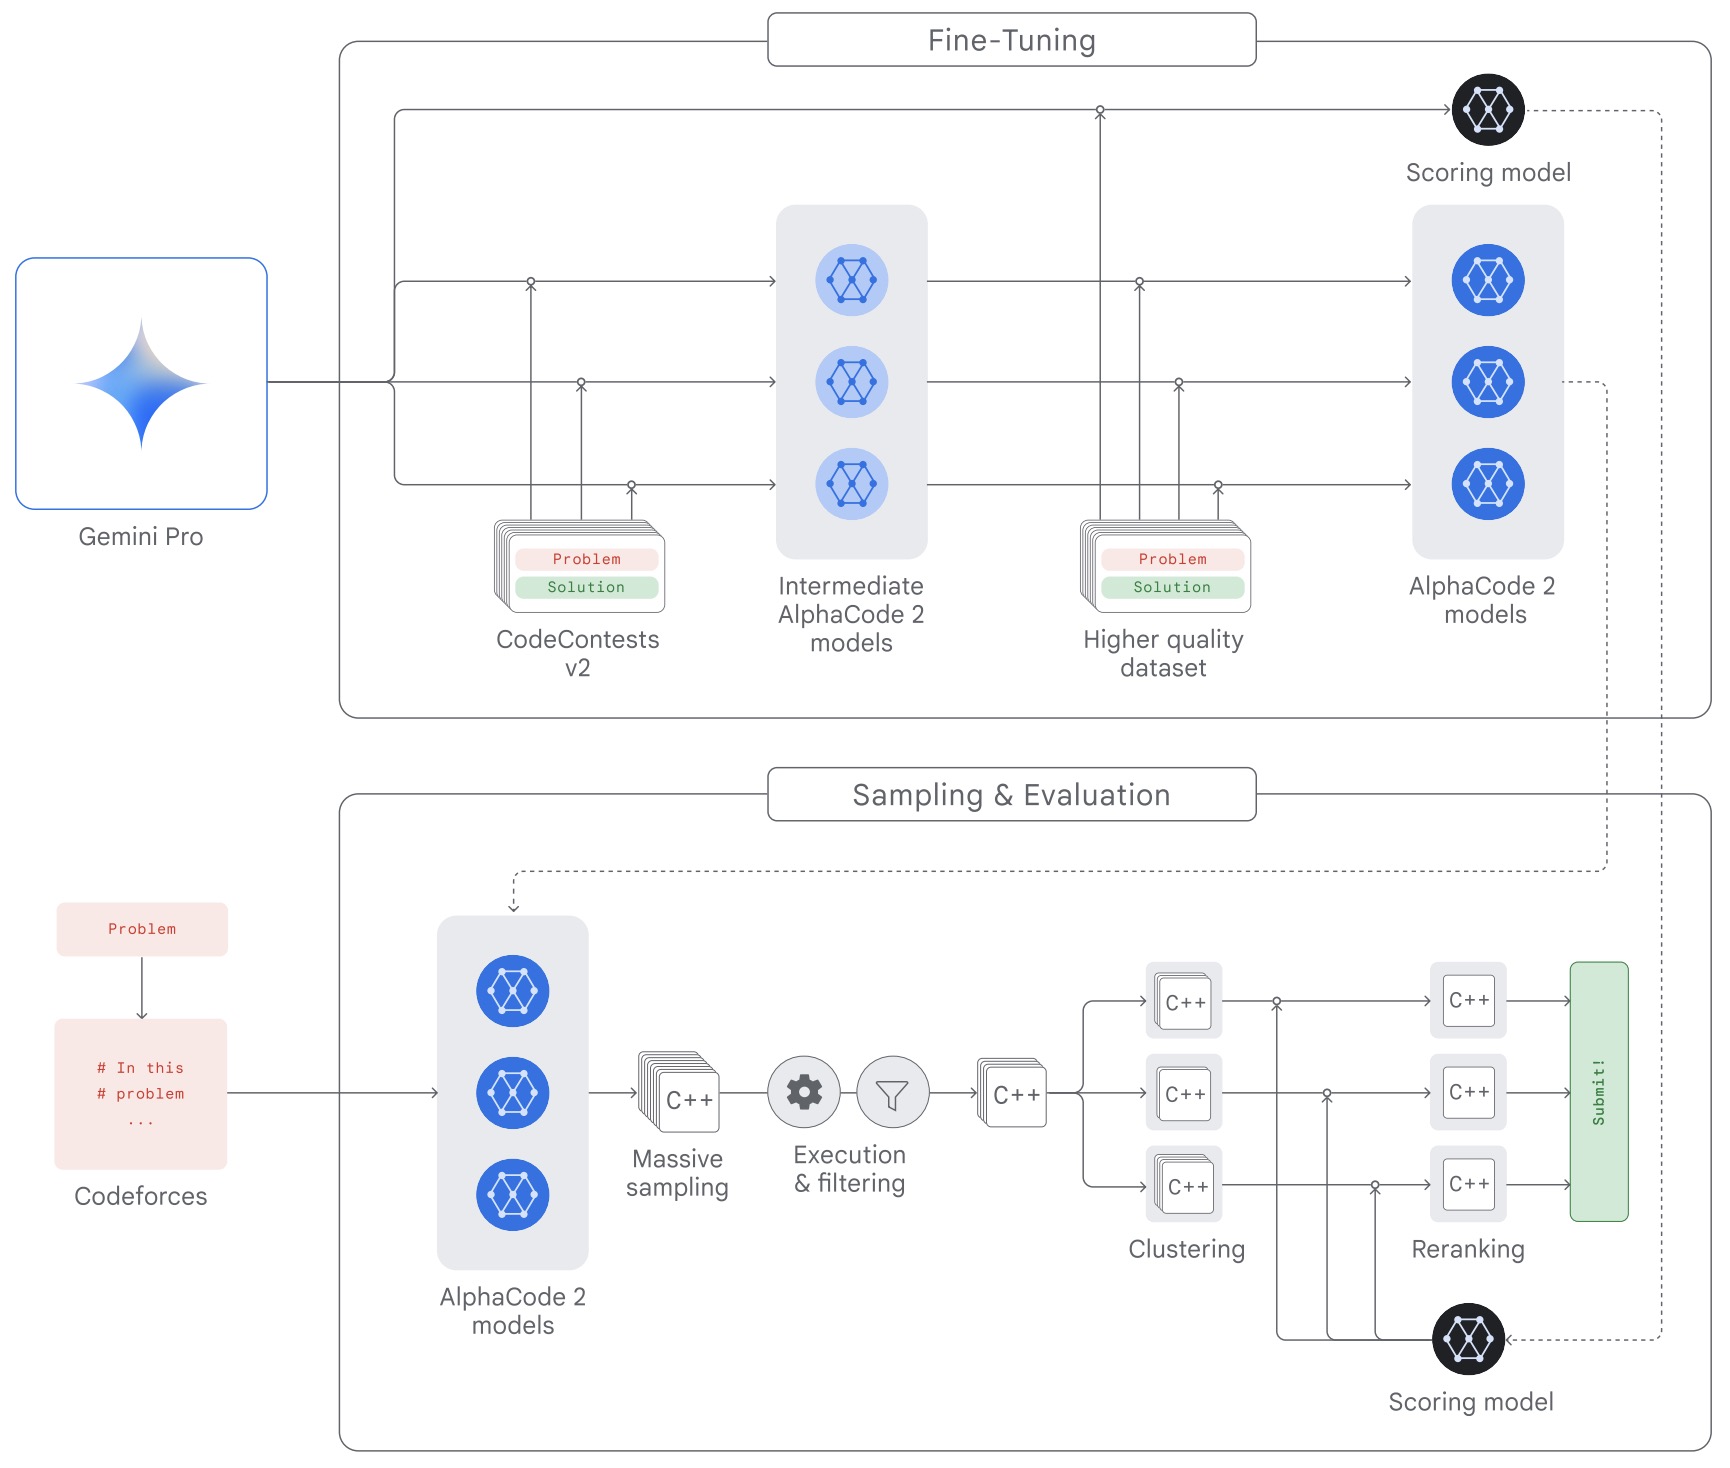 Fine-Tuning
Scoring model
Gemini Pro
Problem
Solution
CodeContests
v2
Intermediate
AlphaCode 2
models
Problem
Solution
Higher quality
dataset
AlphaCode 2
models
Sampling & Evaluation
Problem
# In this
# problem
...
Codeforces
AlphaCode 2
models
C++
Massive
sampling
Execution
& filtering
C++
C++
C++
C++
Clustering
C++
C++
C++
Reranking
Submit!
Scoring model